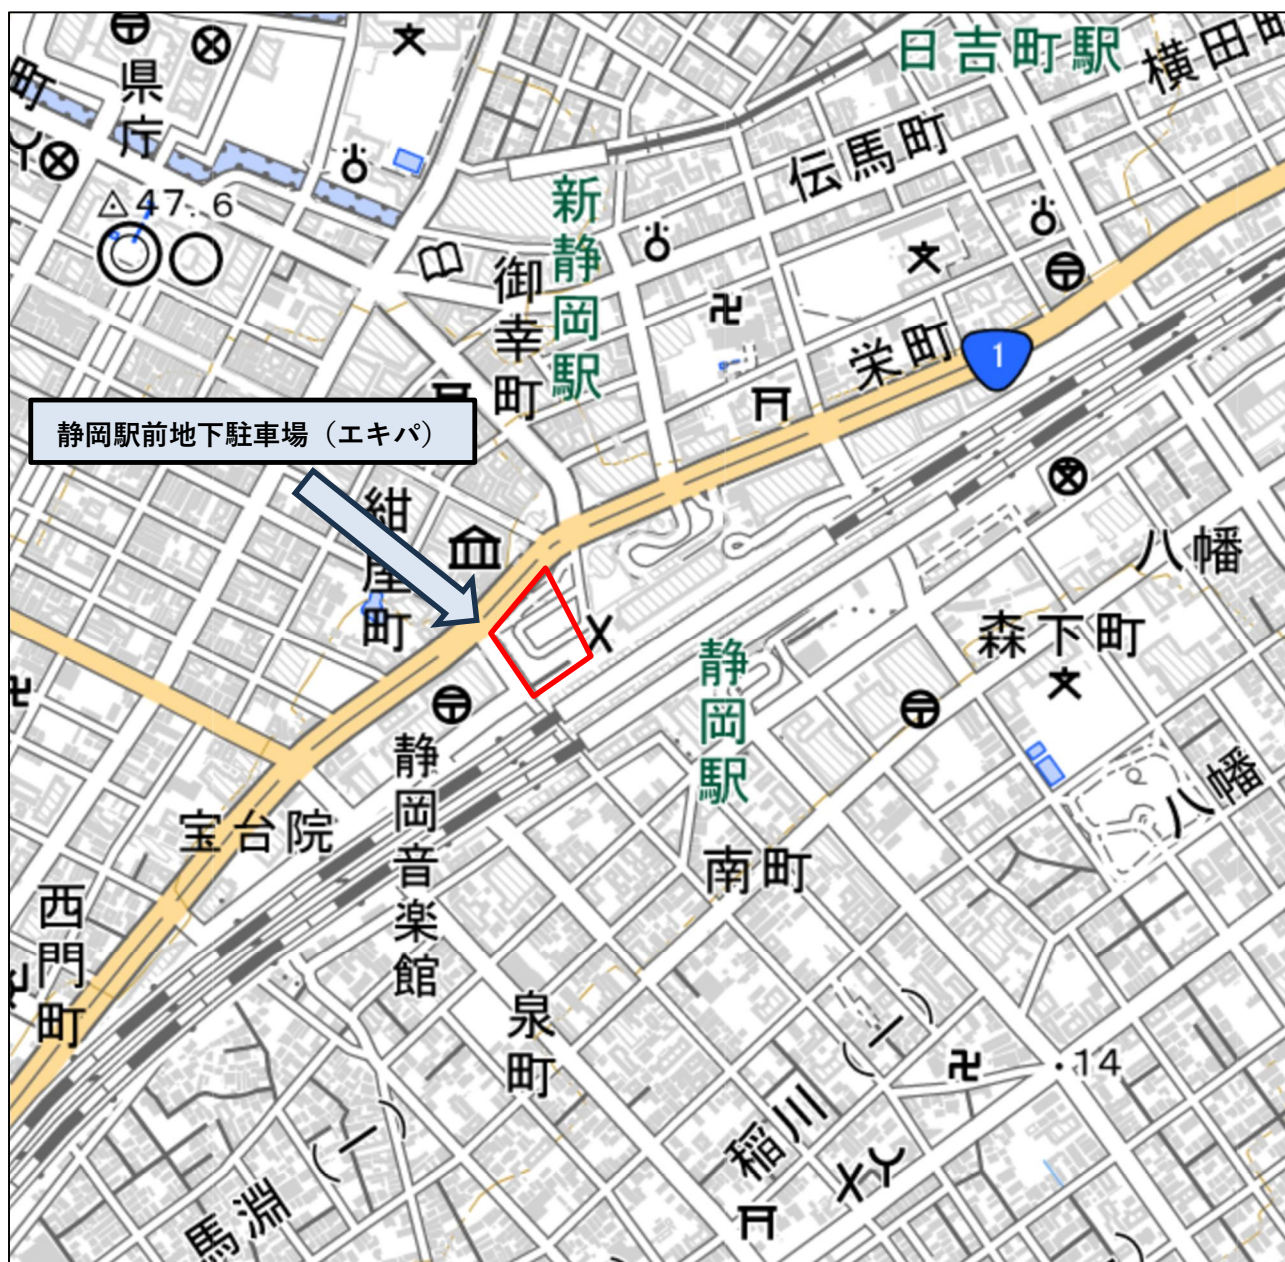 日吉町駅
横田町
県庁
町
伝馬町
47.6
新静岡駅
御幸町
栄町
1
静岡駅前地下駐車場（エキパ）
紺屋町
八幡
森下町
静岡駅
静岡音楽館
八幡
宝台院
南町
西門町
泉町
14
稲川
馬淵